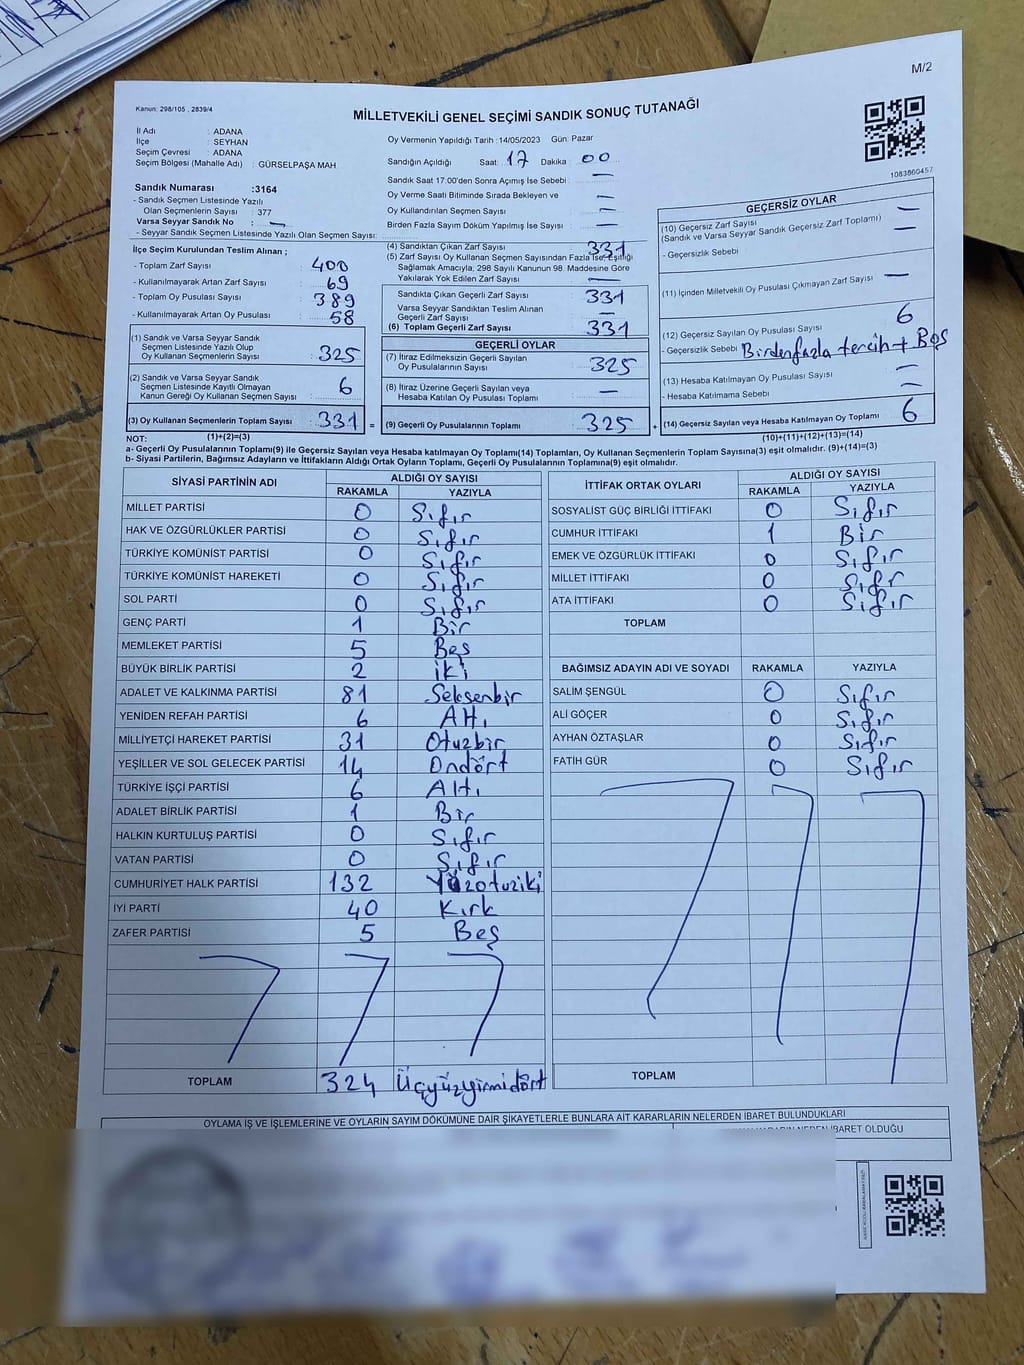 M/2
Kanun: 298/105 , 2839/4
MİLLETVEKİLİ GENEL SEÇİMİ SANDIK SONUÇ TUTANAĞI
İl Adı : ADANA
İlçe : SEYHAN
Seçim Çevresi : ADANA
Seçim Bölgesi (Mahalle Adı) : GÜRSELPAŞA MAH
Sandık Numarası :3164
- Sandık Seçmen Listesinde Yazılı
Olan Seçmenlerin Sayısı : 377
Varsa Seyyar Sandık No : —
- Seyyar Sandık Seçmen Listesinde Yazılı Olan Seçmen Sayısı:
Oy Vermenin Yapıldığı Tarih :14/05/2023 Gün: Pazar
Sandığın Açıldığı Saat: 17 Dakika : 00
Sandık Saat 17:00'den Sonra Açımış İse Sebebi : —
Oy Verme Saati Bitiminde Sırada Bekleyen ve
Oy Kullandırılan Seçmen Sayısı : —
Birden Fazla Sayım Döküm Yapılmış İse Sayısı : —
1083860457
İlçe Seçim Kurulundan Teslim Alınan ;
- Toplam Zarf Sayısı : 400
- Kullanılmayarak Artan Zarf Sayısı : 69
- Toplam Oy Pusulası Sayısı : 389
- Kullanılmayarak Artan Oy Pusulası : 58
(1) Sandık ve Varsa Seyyar Sandık
Seçmen Listesinde Yazılı Olup
Oy Kullanan Seçmenlerin Sayısı : 325
(2) Sandık ve Varsa Seyyar Sandık
Seçmen Listesinde Kayıtlı Olmayan
Kanun Gereği Oy Kullanan Seçmen Sayısı : 6
(3) Oy Kullanan Seçmenlerin Toplam Sayısı : 331 =
(1)+(2)=(3)
(4) Sandıktan Çıkan Zarf Sayısı : 331
(5) Zarf Sayısı Oy Kullanan Seçmen Sayısından Fazla İse, Eşitliği
Sağlamak Amacıyla, 298 Sayılı Kanunun 98. Maddesine Göre
Yakılarak Yok Edilen Zarf Sayısı : —
Sandıkta Çıkan Geçerli Zarf Sayısı : 331
Varsa Seyyar Sandıktan Teslim Alınan
Geçerli Zarf Sayısı : —
(6) Toplam Geçerli Zarf Sayısı : 331
GEÇERLİ OYLAR
(7) İtiraz Edilmeksizin Geçerli Sayılan
Oy Pusulalarının Sayısı : 325
(8) İtiraz Üzerine Geçerli Sayılan veya
Hesaba Katılan Oy Pusulası Toplamı : —
(9) Geçerli Oy Pusulalarının Toplamı : 325 +
GEÇERSİZ OYLAR
(10) Geçersiz Zarf Sayısı : —
(Sandık ve Varsa Seyyar Sandık Geçersiz Zarf Toplamı) —
- Geçersizlik Sebebi
(11) İçinden Milletvekili Oy Pusulası Çıkmayan Zarf Sayısı : —
(12) Geçersiz Sayılan Oy Pusulası Sayısı : 6
- Geçersizlik Sebebi Birden fazla tercih + Boş
(13) Hesaba Katılmayan Oy Pusulası Sayısı : —
- Hesaba Katılmama Sebebi : —
(14) Geçersiz Sayılan veya Hesaba Katılmayan Oy Toplamı : 6
(10)+(11)+(12)+(13)=(14)
NOT:
a- Geçerli Oy Pusulalarının Toplamı(9) ile Geçersiz Sayılan veya Hesaba katılmayan Oy Toplamı(14) Toplamları, Oy Kullanan Seçmenlerin Toplam Sayısına(3) eşit olmalıdır. (9)+(14)=(3)
b- Siyasi Partilerin, Bağımsız Adayların ve İttifakların Aldığı Ortak Oyların Toplamı, Geçerli Oy Pusulalarının Toplamına(9) eşit olmalıdır.
SİYASİ PARTİNİN ADI ALDIĞI OY SAYISI
RAKAMLA YAZIYLA
MİLLET PARTİSİ 0 Sıfır
HAK VE ÖZGÜRLÜKLER PARTİSİ 0 Sıfır
TÜRKİYE KOMÜNİST PARTİSİ 0 Sıfır
TÜRKİYE KOMÜNİST HAREKETİ 0 Sıfır
SOL PARTİ 0 Sıfır
GENÇ PARTİ 1 Bir
MEMLEKET PARTİSİ 5 Beş
BÜYÜK BİRLİK PARTİSİ 2 İki
ADALET VE KALKINMA PARTİSİ 81 Seksenbir
YENİDEN REFAH PARTİSİ 6 Altı
MİLLİYETÇİ HAREKET PARTİSİ 31 Otuzbir
YEŞİLLER VE SOL GELECEK PARTİSİ 14 Ondört
TÜRKİYE İŞÇİ PARTİSİ 6 Altı
ADALET BİRLİK PARTİSİ 1 Bir
HALKIN KURTULUŞ PARTİSİ 0 Sıfır
VATAN PARTİSİ 0 Sıfır
CUMHURİYET HALK PARTİSİ 132 Yüzotuziki
İYİ PARTİ 40 Kırk
ZAFER PARTİSİ 5 Beş
TOPLAM 324 Üçyüzyirmidört
İTTİFAK ORTAK OYLARI ALDIĞI OY SAYISI
RAKAMLA YAZIYLA
SOSYALİST GÜÇ BİRLİĞİ İTTİFAKI 0 Sıfır
CUMHUR İTTİFAKI 1 Bir
EMEK VE ÖZGÜRLÜK İTTİFAKI 0 Sıfır
MİLLET İTTİFAKI 0 Sıfır
ATA İTTİFAKI 0 Sıfır
TOPLAM
BAĞIMSIZ ADAYIN ADI VE SOYADI RAKAMLA YAZIYLA
SALİM ŞENGÜL 0 Sıfır
ALİ GÖÇER 0 Sıfır
AYHAN ÖZTAŞLAR 0 Sıfır
FATİH GÜR 0 Sıfır
TOPLAM
OYLAMA İŞ VE İŞLEMLERİNE VE OYLARIN SAYIM DÖKÜMÜNE DAİR ŞİKAYETLERLE BUNLARA AİT KARARLARIN NELERDEN İBARET BULUNDUKLARI
NEDEN İBARET OLDUĞU